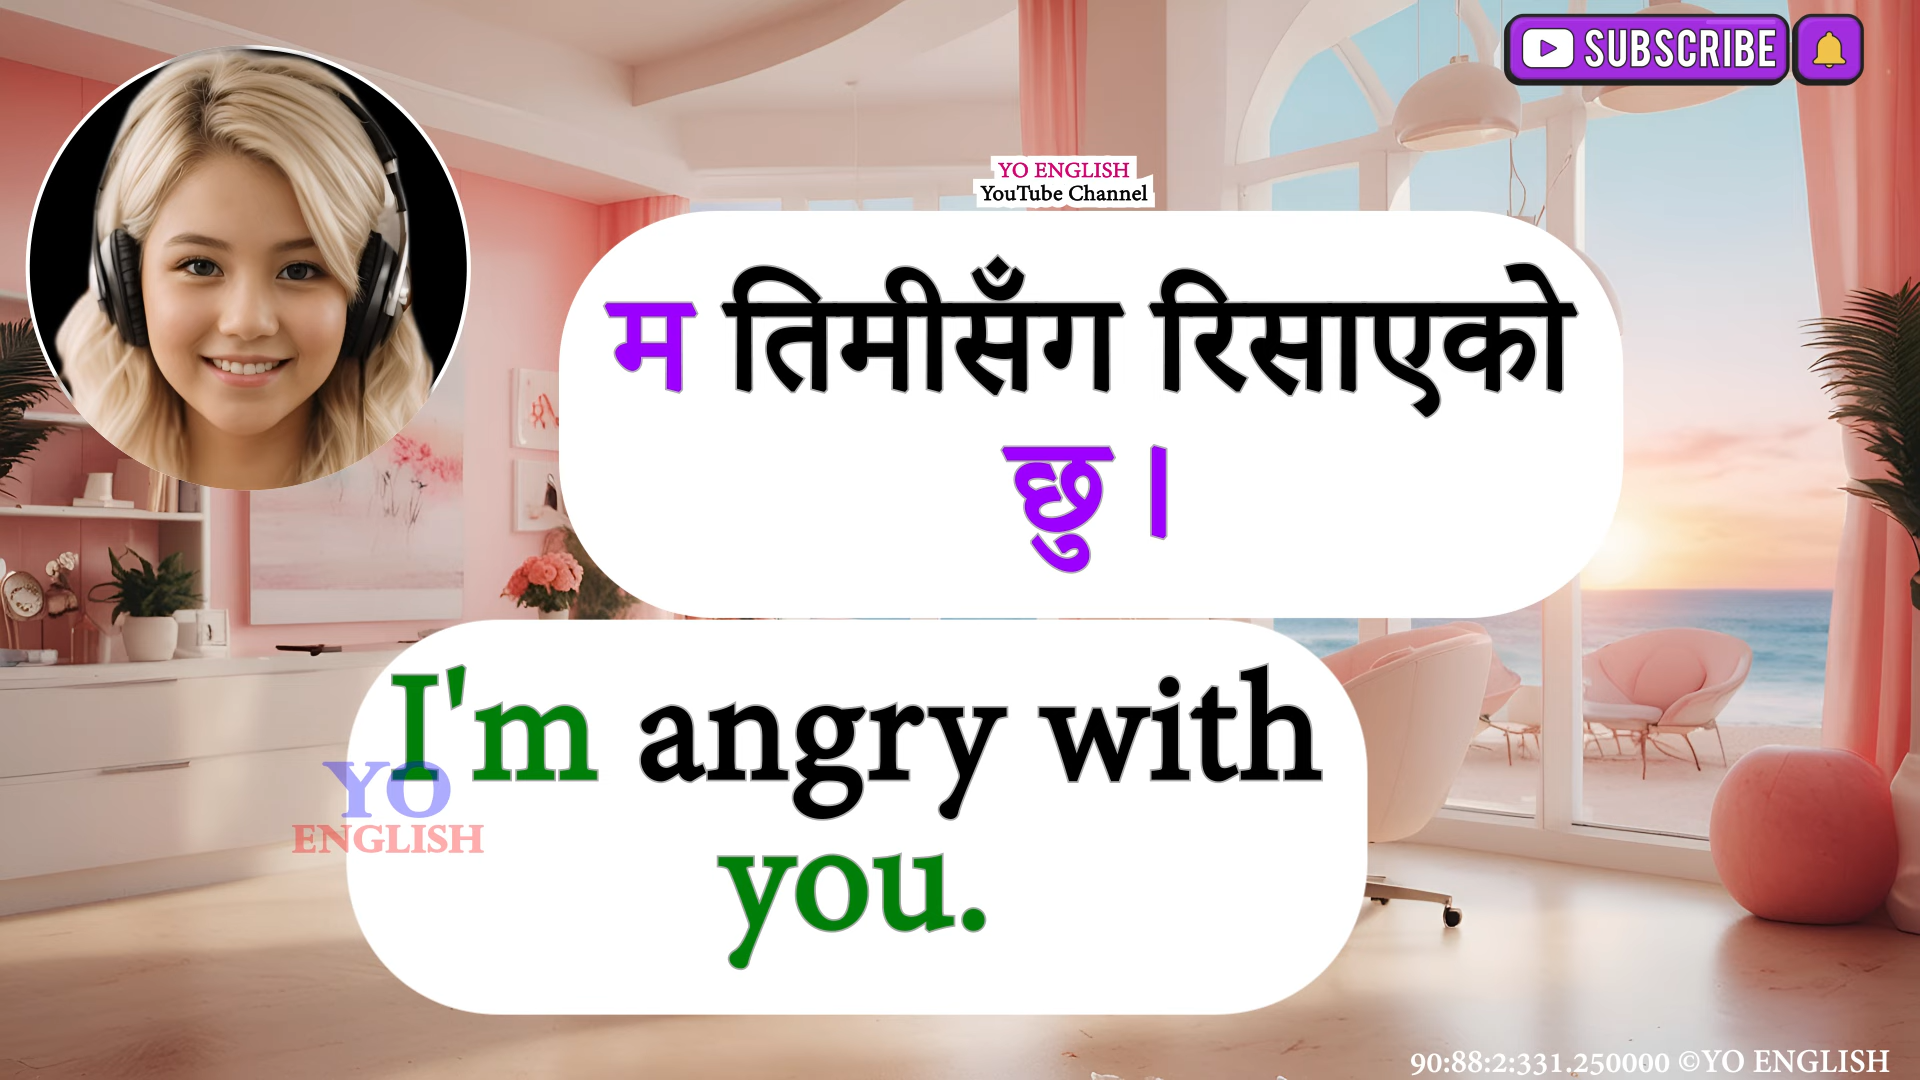 SUBSCRIBE
YO ENGLISH
YouTube Channel
म तिमीसँग रिसाएको
छु ।
I'm angry with
you.
YO
ENGLISH
90:88:2:331.250000 ©YO ENGLISH